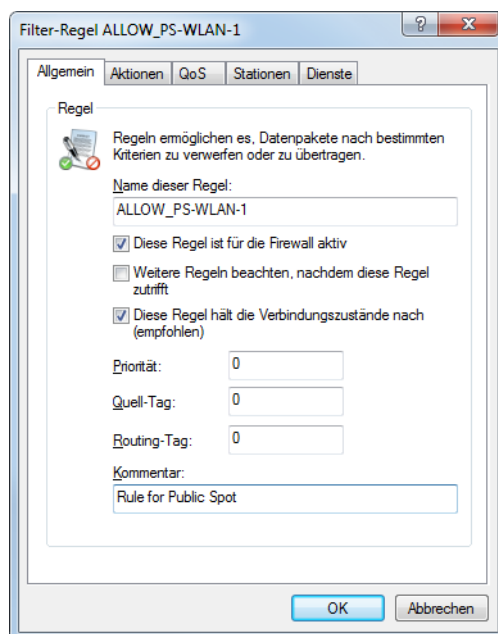 Filter-Regel ALLOW_PS-WLAN-1
?
Allgemein Aktionen QoS Stationen Dienste
Regel
Regeln ermöglichen es, Datenpakete nach bestimmten
Kriterien zu verwerfen oder zu übertragen.
Name dieser Regel:
ALLOW_PS-WLAN-1
Diese Regel ist für die Firewall aktiv
Weitere Regeln beachten, nachdem diese Regel
zutrifft
Diese Regel hält die Verbindungszustände nach
(empfohlen)
Priorität: 0
Quell-Tag: 0
Routing-Tag: 0
Kommentar:
Rule for Public Spot
OK Abbrechen